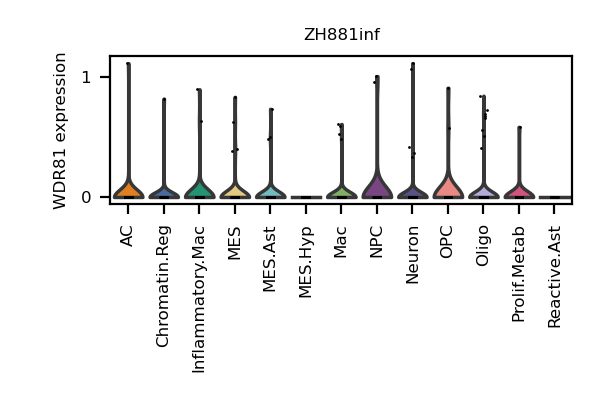 ZH881inf
WDR81 expression
1
0
AC
Chromatin.Reg
Inflammatory.Mac
MES
MES.Ast
MES.Hyp
Mac
NPC
Neuron
OPC
Oligo
Prolif.Metab
Reactive.Ast